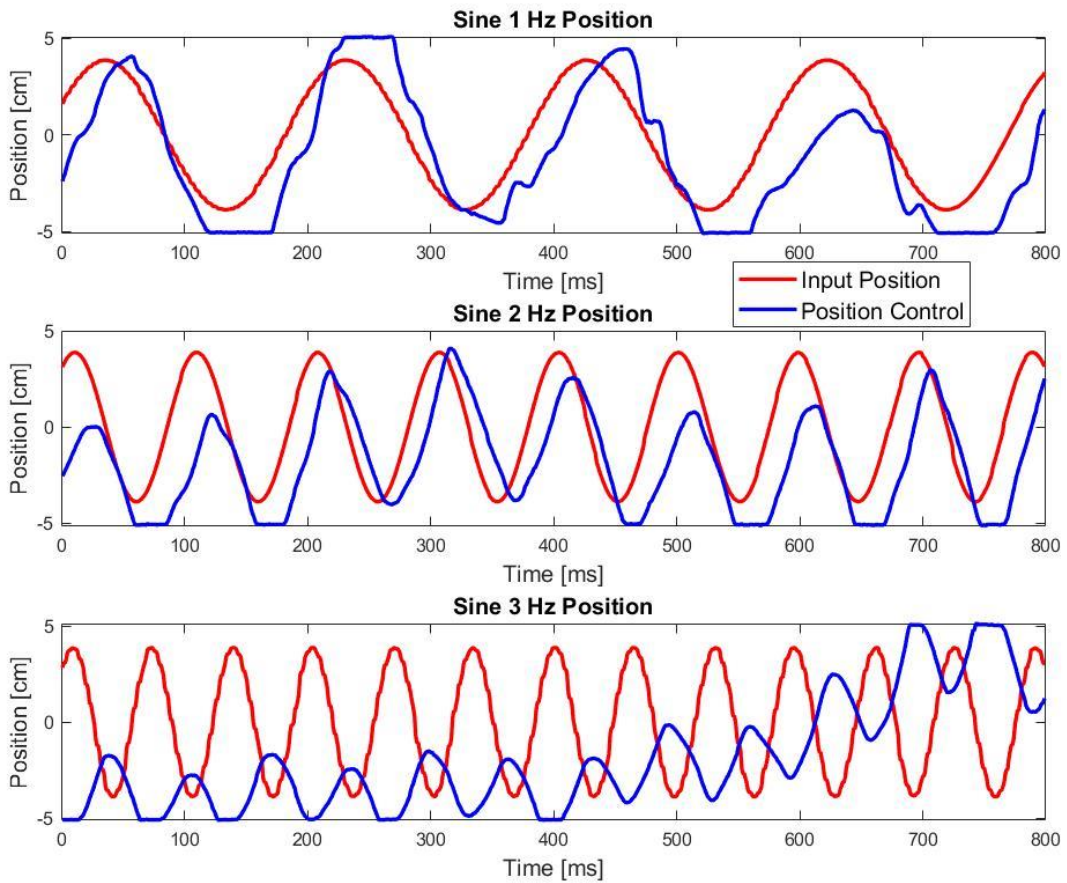 Sine 1 Hz Position
5
0
-5
Position [cm]
0 100 200 300 400 500 600 700 800
Time [ms]
Input Position
Position Control
Sine 2 Hz Position
5
0
-5
Position [cm]
0 100 200 300 400 500 600 700 800
Time [ms]
Sine 3 Hz Position
5
0
-5
Position [cm]
0 100 200 300 400 500 600 700 800
Time [ms]